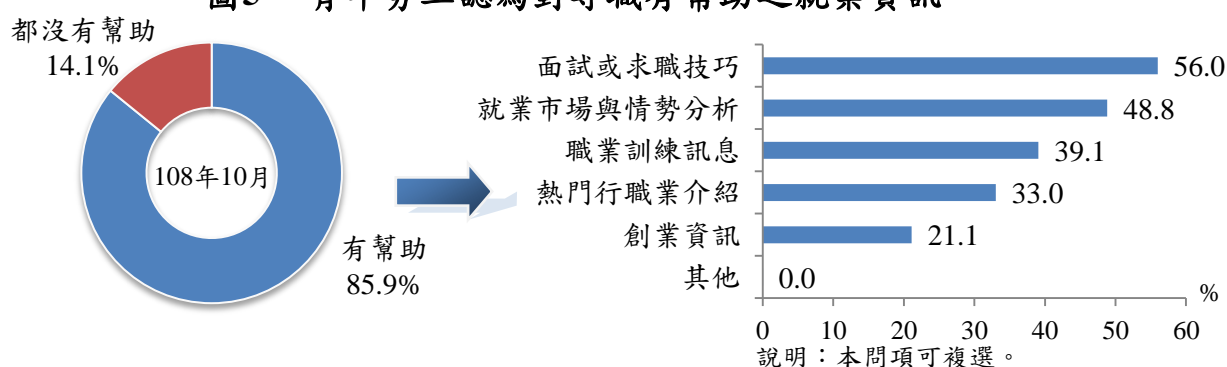 都沒有幫助
14.1%
108年10月
有幫助
85.9%
面試或求職技巧 56.0
就業市場與情勢分析 48.8
職業訓練訊息 39.1
熱門行職業介紹 33.0
創業資訊 21.1
其他 0.0
%
0 10 20 30 40 50 60
說明：本問項可複選。